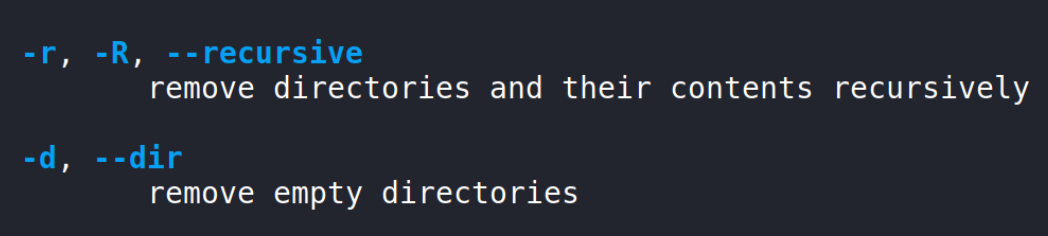 -r, -R, --recursive
remove directories and their contents recursively
-d, --dir
remove empty directories